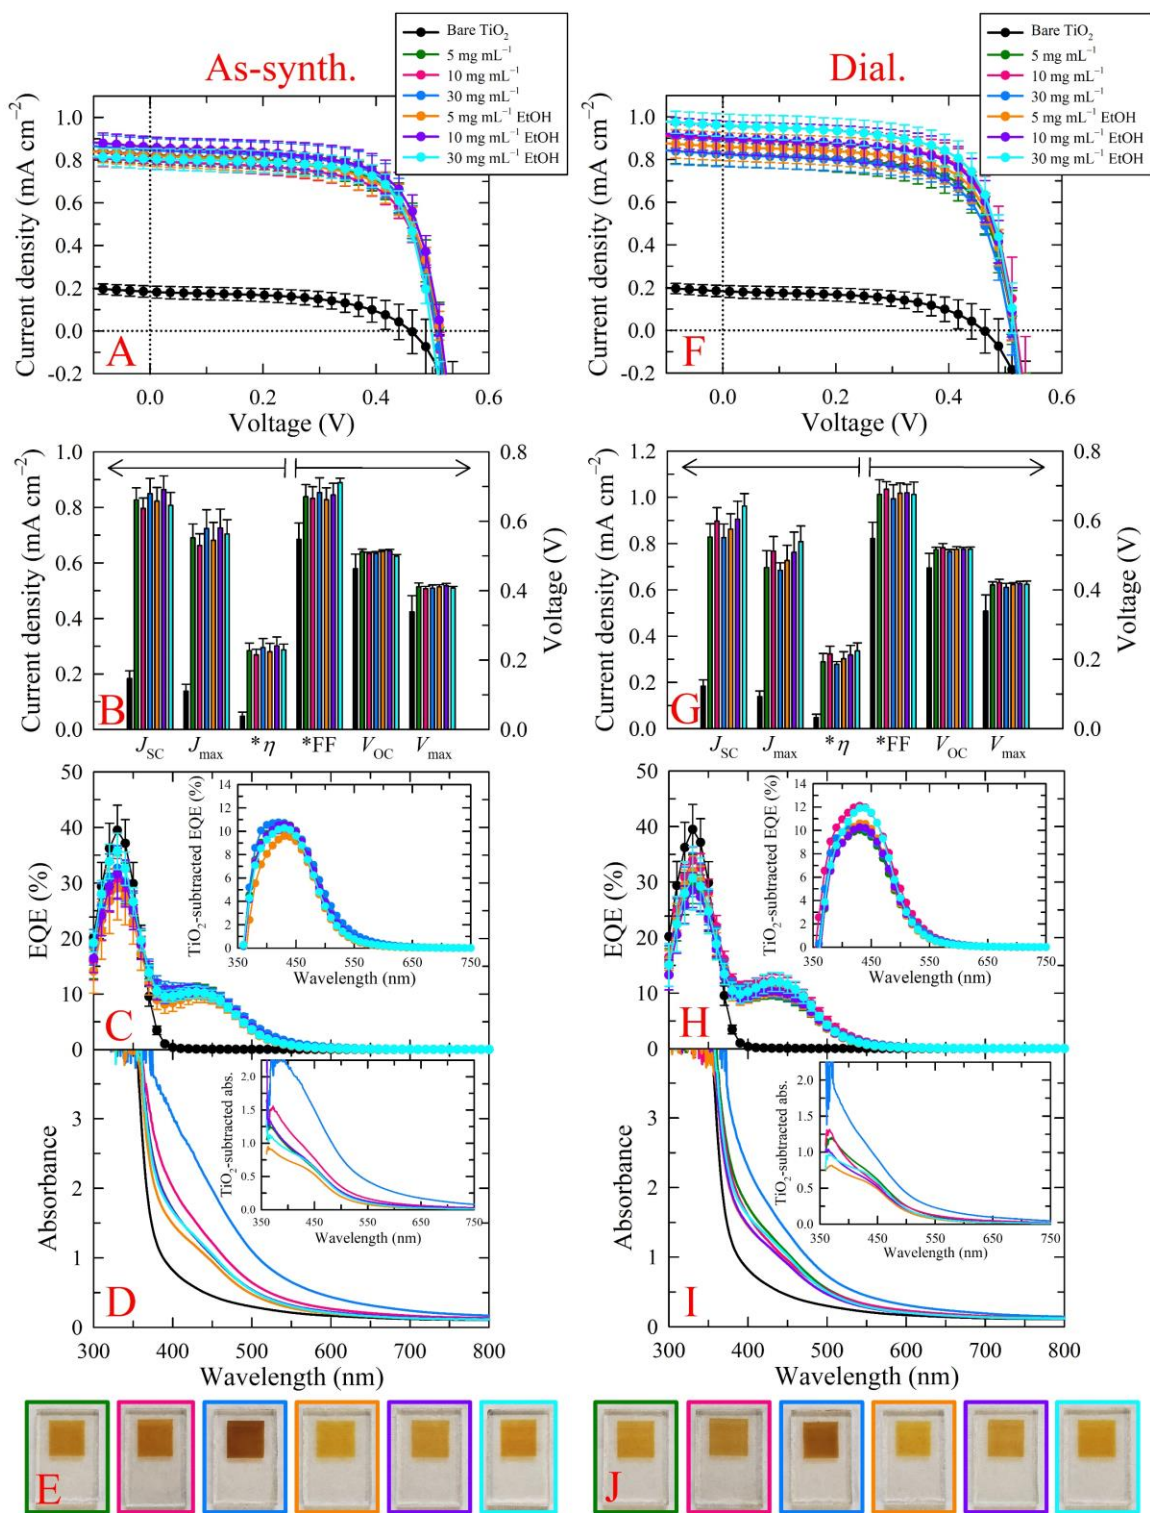 As-synth.
Bare TiO₂
5 mg mL⁻¹
10 mg mL⁻¹
30 mg mL⁻¹
5 mg mL⁻¹ EtOH
10 mg mL⁻¹ EtOH
30 mg mL⁻¹ EtOH
Current density (mA cm⁻²)
1.0
0.8
0.6
0.4
0.2
0.0
-0.2
A
0.0 0.2 0.4 0.6
Voltage (V)
Dial.
Bare TiO₂
5 mg mL⁻¹
10 mg mL⁻¹
30 mg mL⁻¹
5 mg mL⁻¹ EtOH
10 mg mL⁻¹ EtOH
30 mg mL⁻¹ EtOH
Current density (mA cm⁻²)
1.0
0.8
0.6
0.4
0.2
0.0
-0.2
F
0.0 0.2 0.4 0.6
Voltage (V)
Current density (mA cm⁻²)
1.0
0.8
0.6
0.4
0.2
0.0
B
0.8
0.6
0.4
0.2
0.0
Voltage (V)
J_SC J_max *η *FF V_OC V_max
Current density (mA cm⁻²)
1.2
1.0
0.8
0.6
0.4
0.2
0.0
G
0.8
0.6
0.4
0.2
0.0
Voltage (V)
J_SC J_max *η *FF V_OC V_max
EQE (%)
50
40
30
20
10
0
C
TiO₂-subtracted EQE (%)
14
12
10
8
6
4
2
0
360 450 550 650 750
Wavelength (nm)
EQE (%)
50
40
30
20
10
0
H
TiO₂-subtracted EQE (%)
14
12
10
8
6
4
2
0
360 450 550 650 750
Wavelength (nm)
Absorbance
3
2
1
0
D
TiO₂-subtracted abs.
2.0
1.5
1.0
0.5
0.0
350 450 550 650 750
Wavelength (nm)
300 400 500 600 700 800
Wavelength (nm)
Absorbance
3
2
1
0
I
TiO₂-subtracted abs.
2.0
1.5
1.0
0.5
0.0
350 450 550 650 750
Wavelength (nm)
300 400 500 600 700 800
Wavelength (nm)
E
J